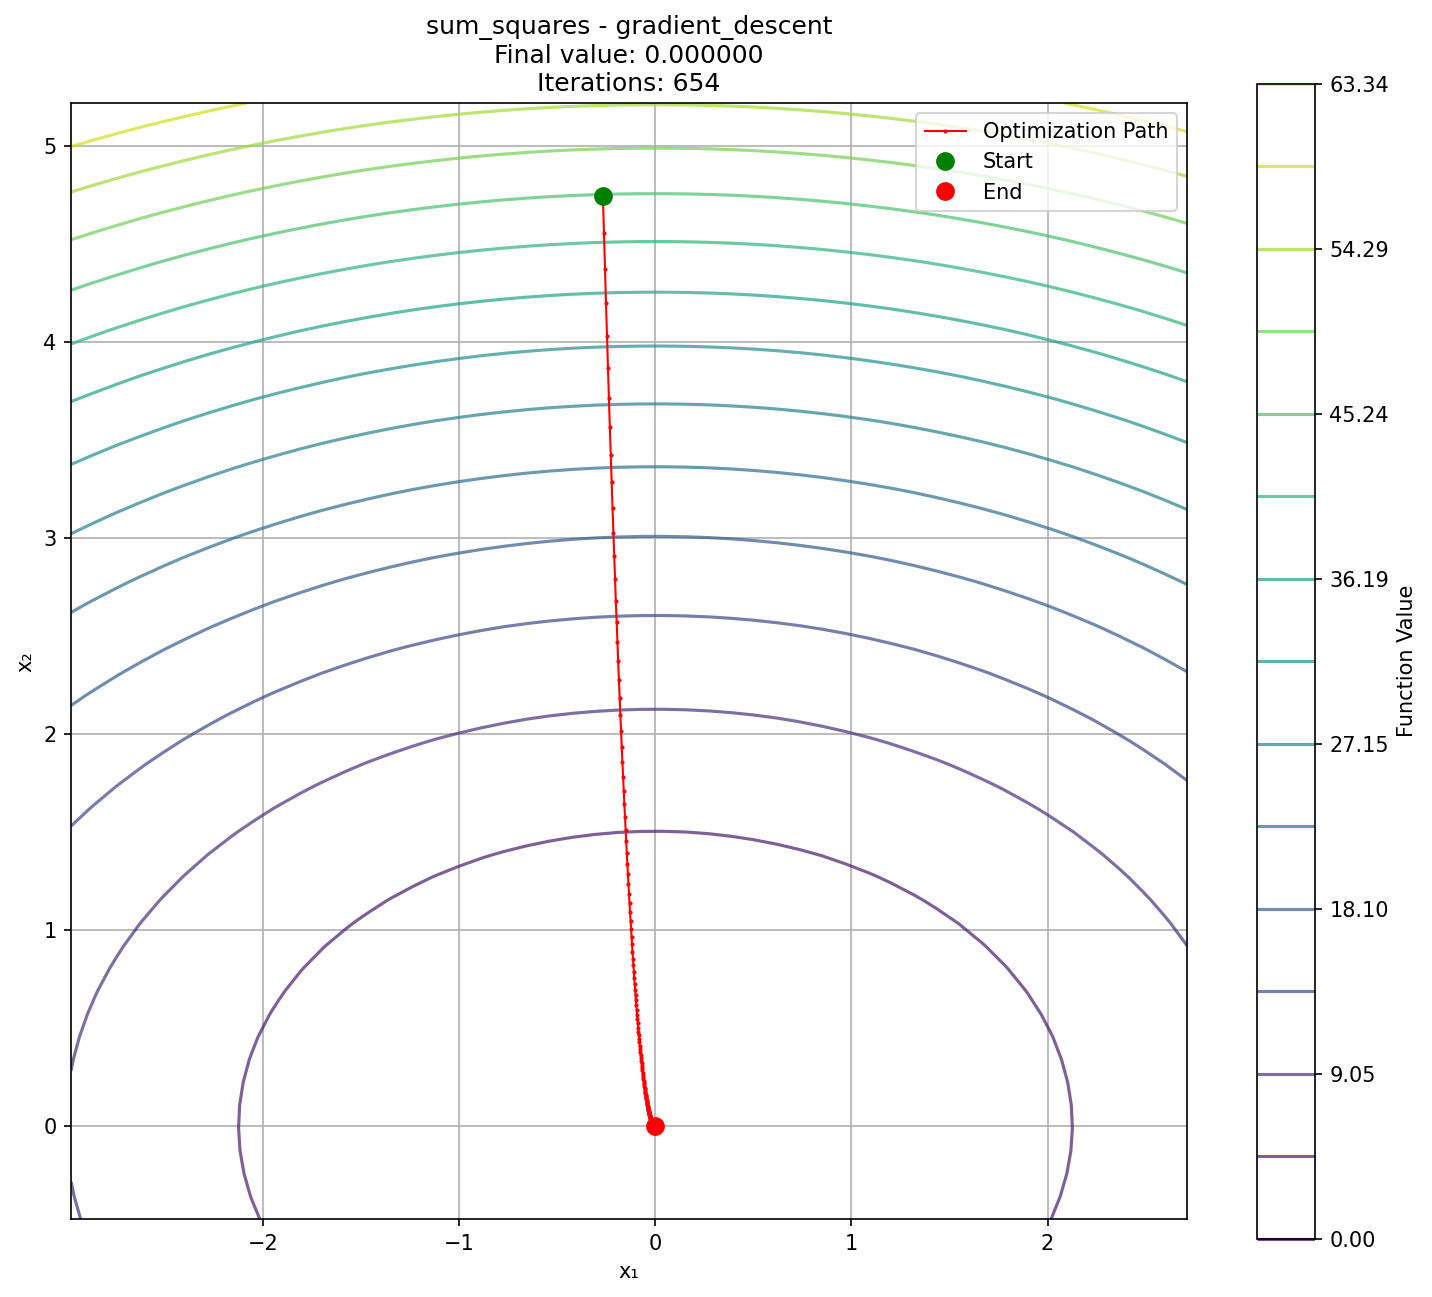 sum_squares - gradient_descent
Final value: 0.000000
Iterations: 654
Optimization Path
Start
End
5
4
3
2
1
0
−2
−1
0
1
2
x₁
x₂
63.34
54.29
45.24
36.19
27.15
18.10
9.05
0.00
Function Value